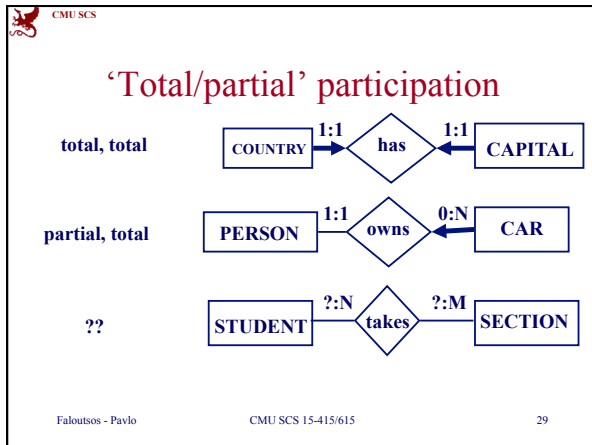 CMU SCS
‘Total/partial’ participation
total, total
COUNTRY 1:1 has 1:1 CAPITAL
partial, total
PERSON 1:1 owns 0:N CAR
??
STUDENT ?:N takes ?:M SECTION
Faloutsos - Pavlo CMU SCS 15-415/615 29